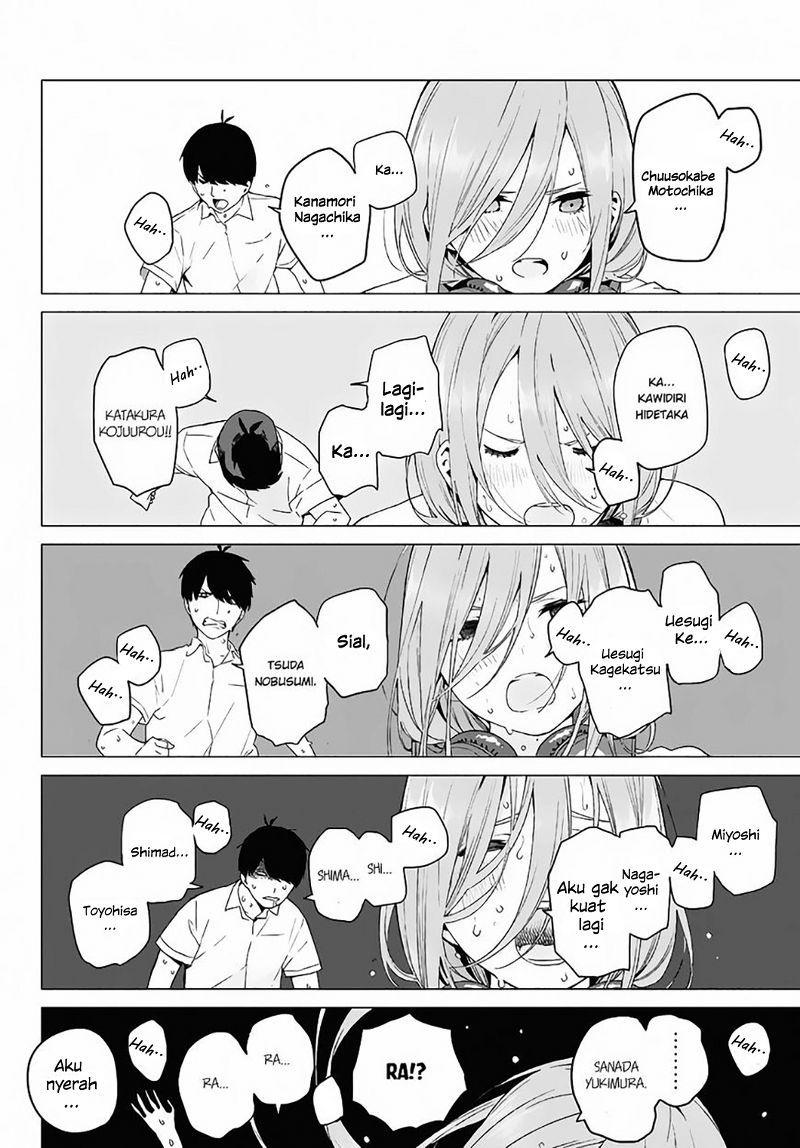 Hah..
Chuusokabe
Motochika
...
Ka...
Kanamori
Nagachika
...
Hah..
Hah..
KA...
KAWIDIRI
HIDETAKA
Hah..
Lagi-
lagi...
Ka...
Hah..
KATAKURA
KOJUUROU!!
Hah..
Uesugi
Ke...
Hah..
Uesugi
Kagekatsu
...
Sial,
TSUDA
NOBUSUMI.
Hah..
Hah..
Miyoshi
...
Hah..
Naga-
yoshi
...
Aku gak
kuat
lagi
...
Hah..
SHI...
SHIMA...
Hah..
Shimad...
Toyohisa
...
Hah..
.......
SANADA
YUKIMURA.
RA!?
RA...
RA...
Hah..
Aku
nyerah
...